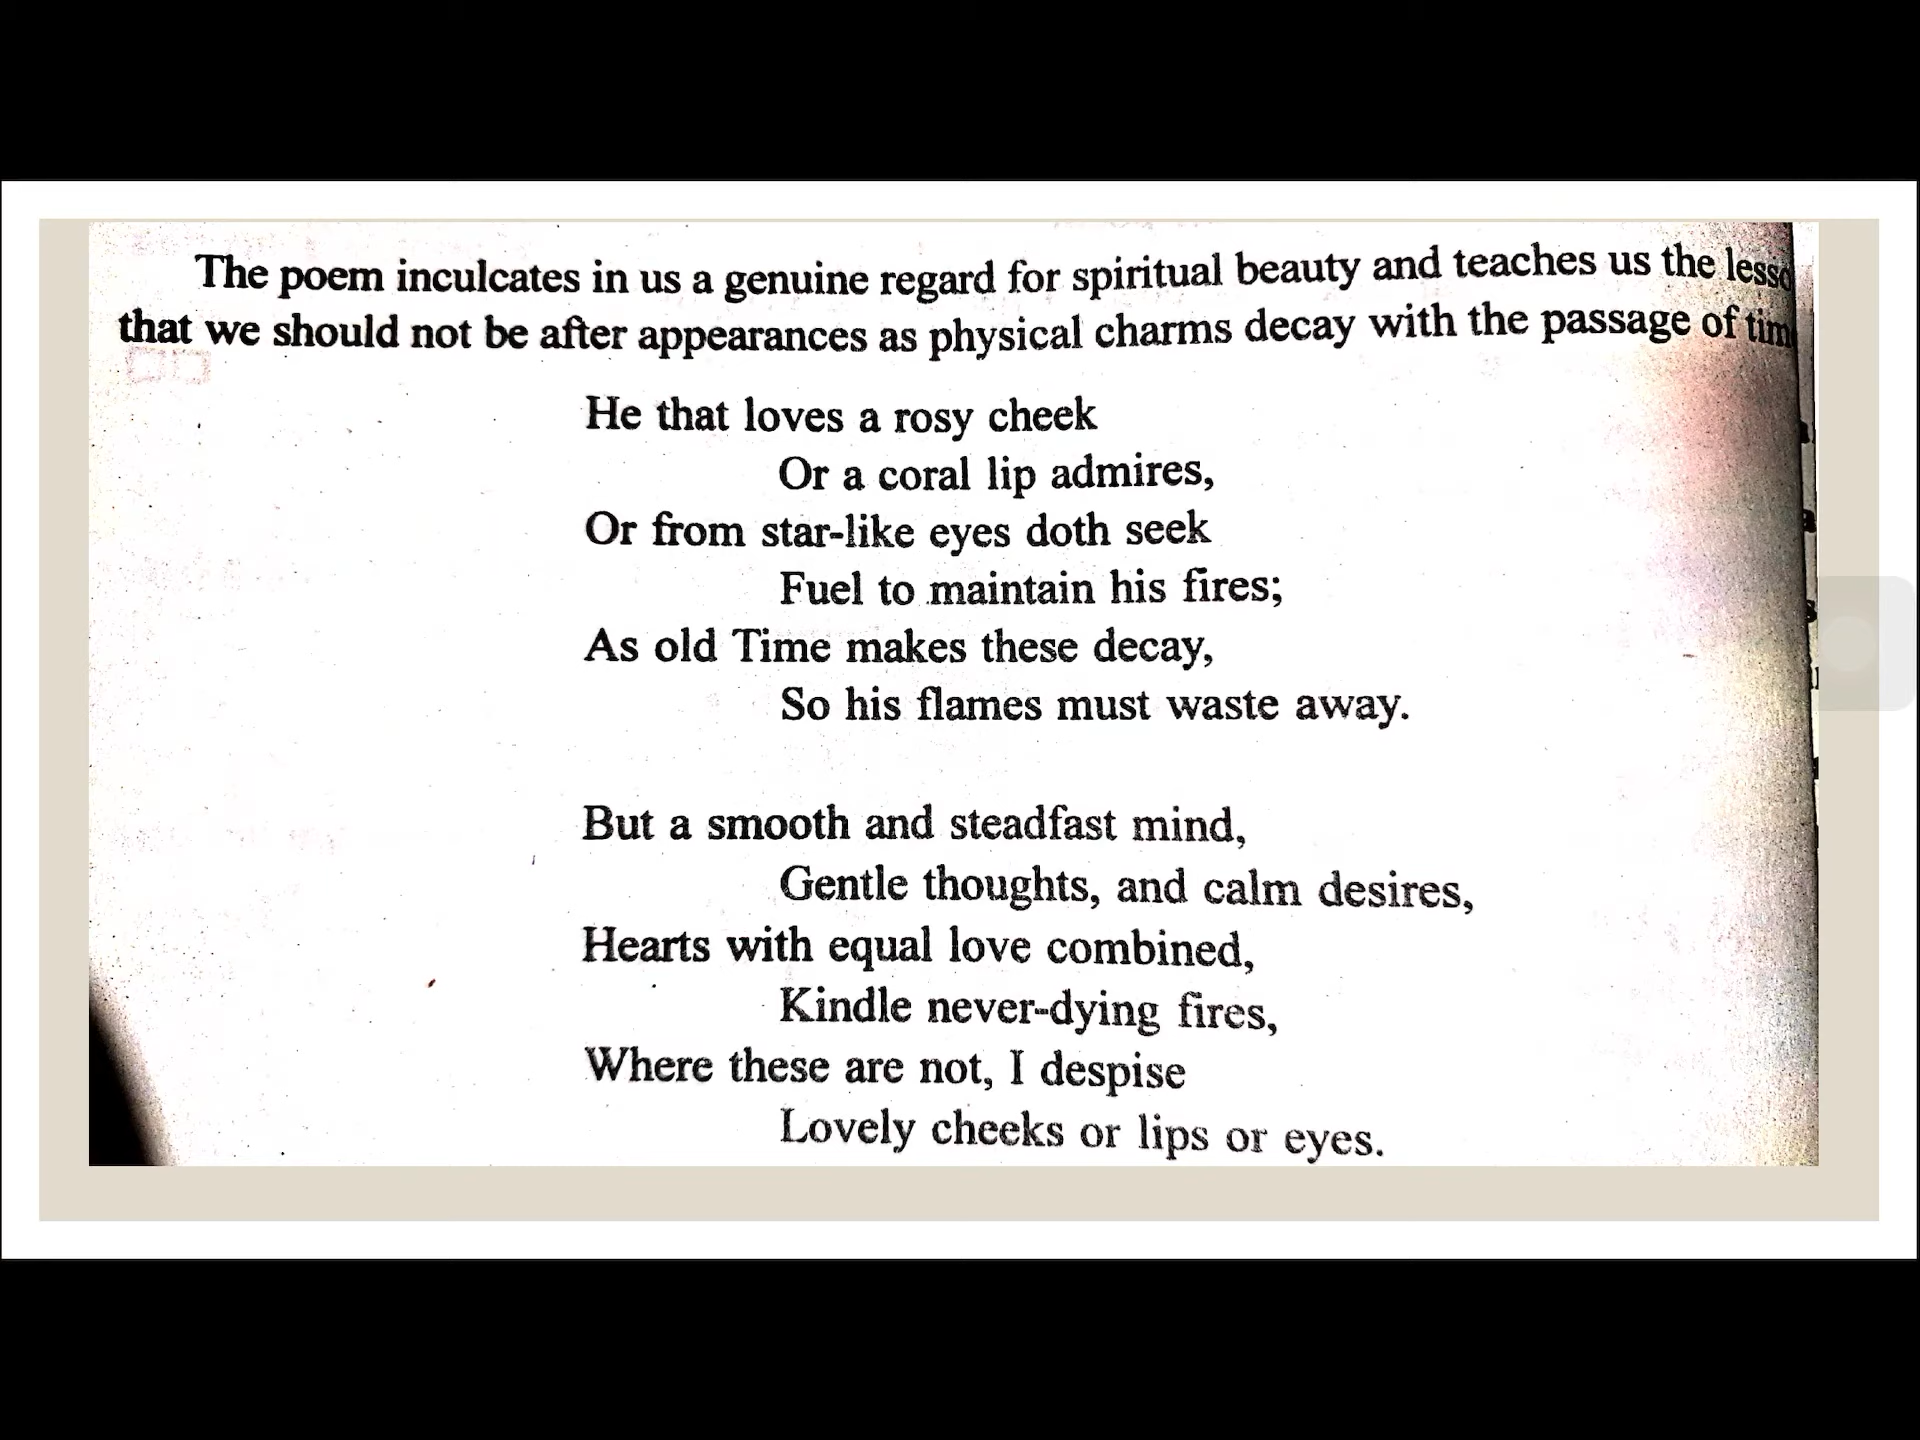 The poem inculcates in us a genuine regard for spiritual beauty and teaches us the lesso
that we should not be after appearances as physical charms decay with the passage of tim
He that loves a rosy cheek
Or a coral lip admires,
Or from star-like eyes doth seek
Fuel to maintain his fires;
As old Time makes these decay,
So his flames must waste away.
But a smooth and steadfast mind,
Gentle thoughts, and calm desires,
Hearts with equal love combined,
Kindle never-dying fires,
Where these are not, I despise
Lovely cheeks or lips or eyes.